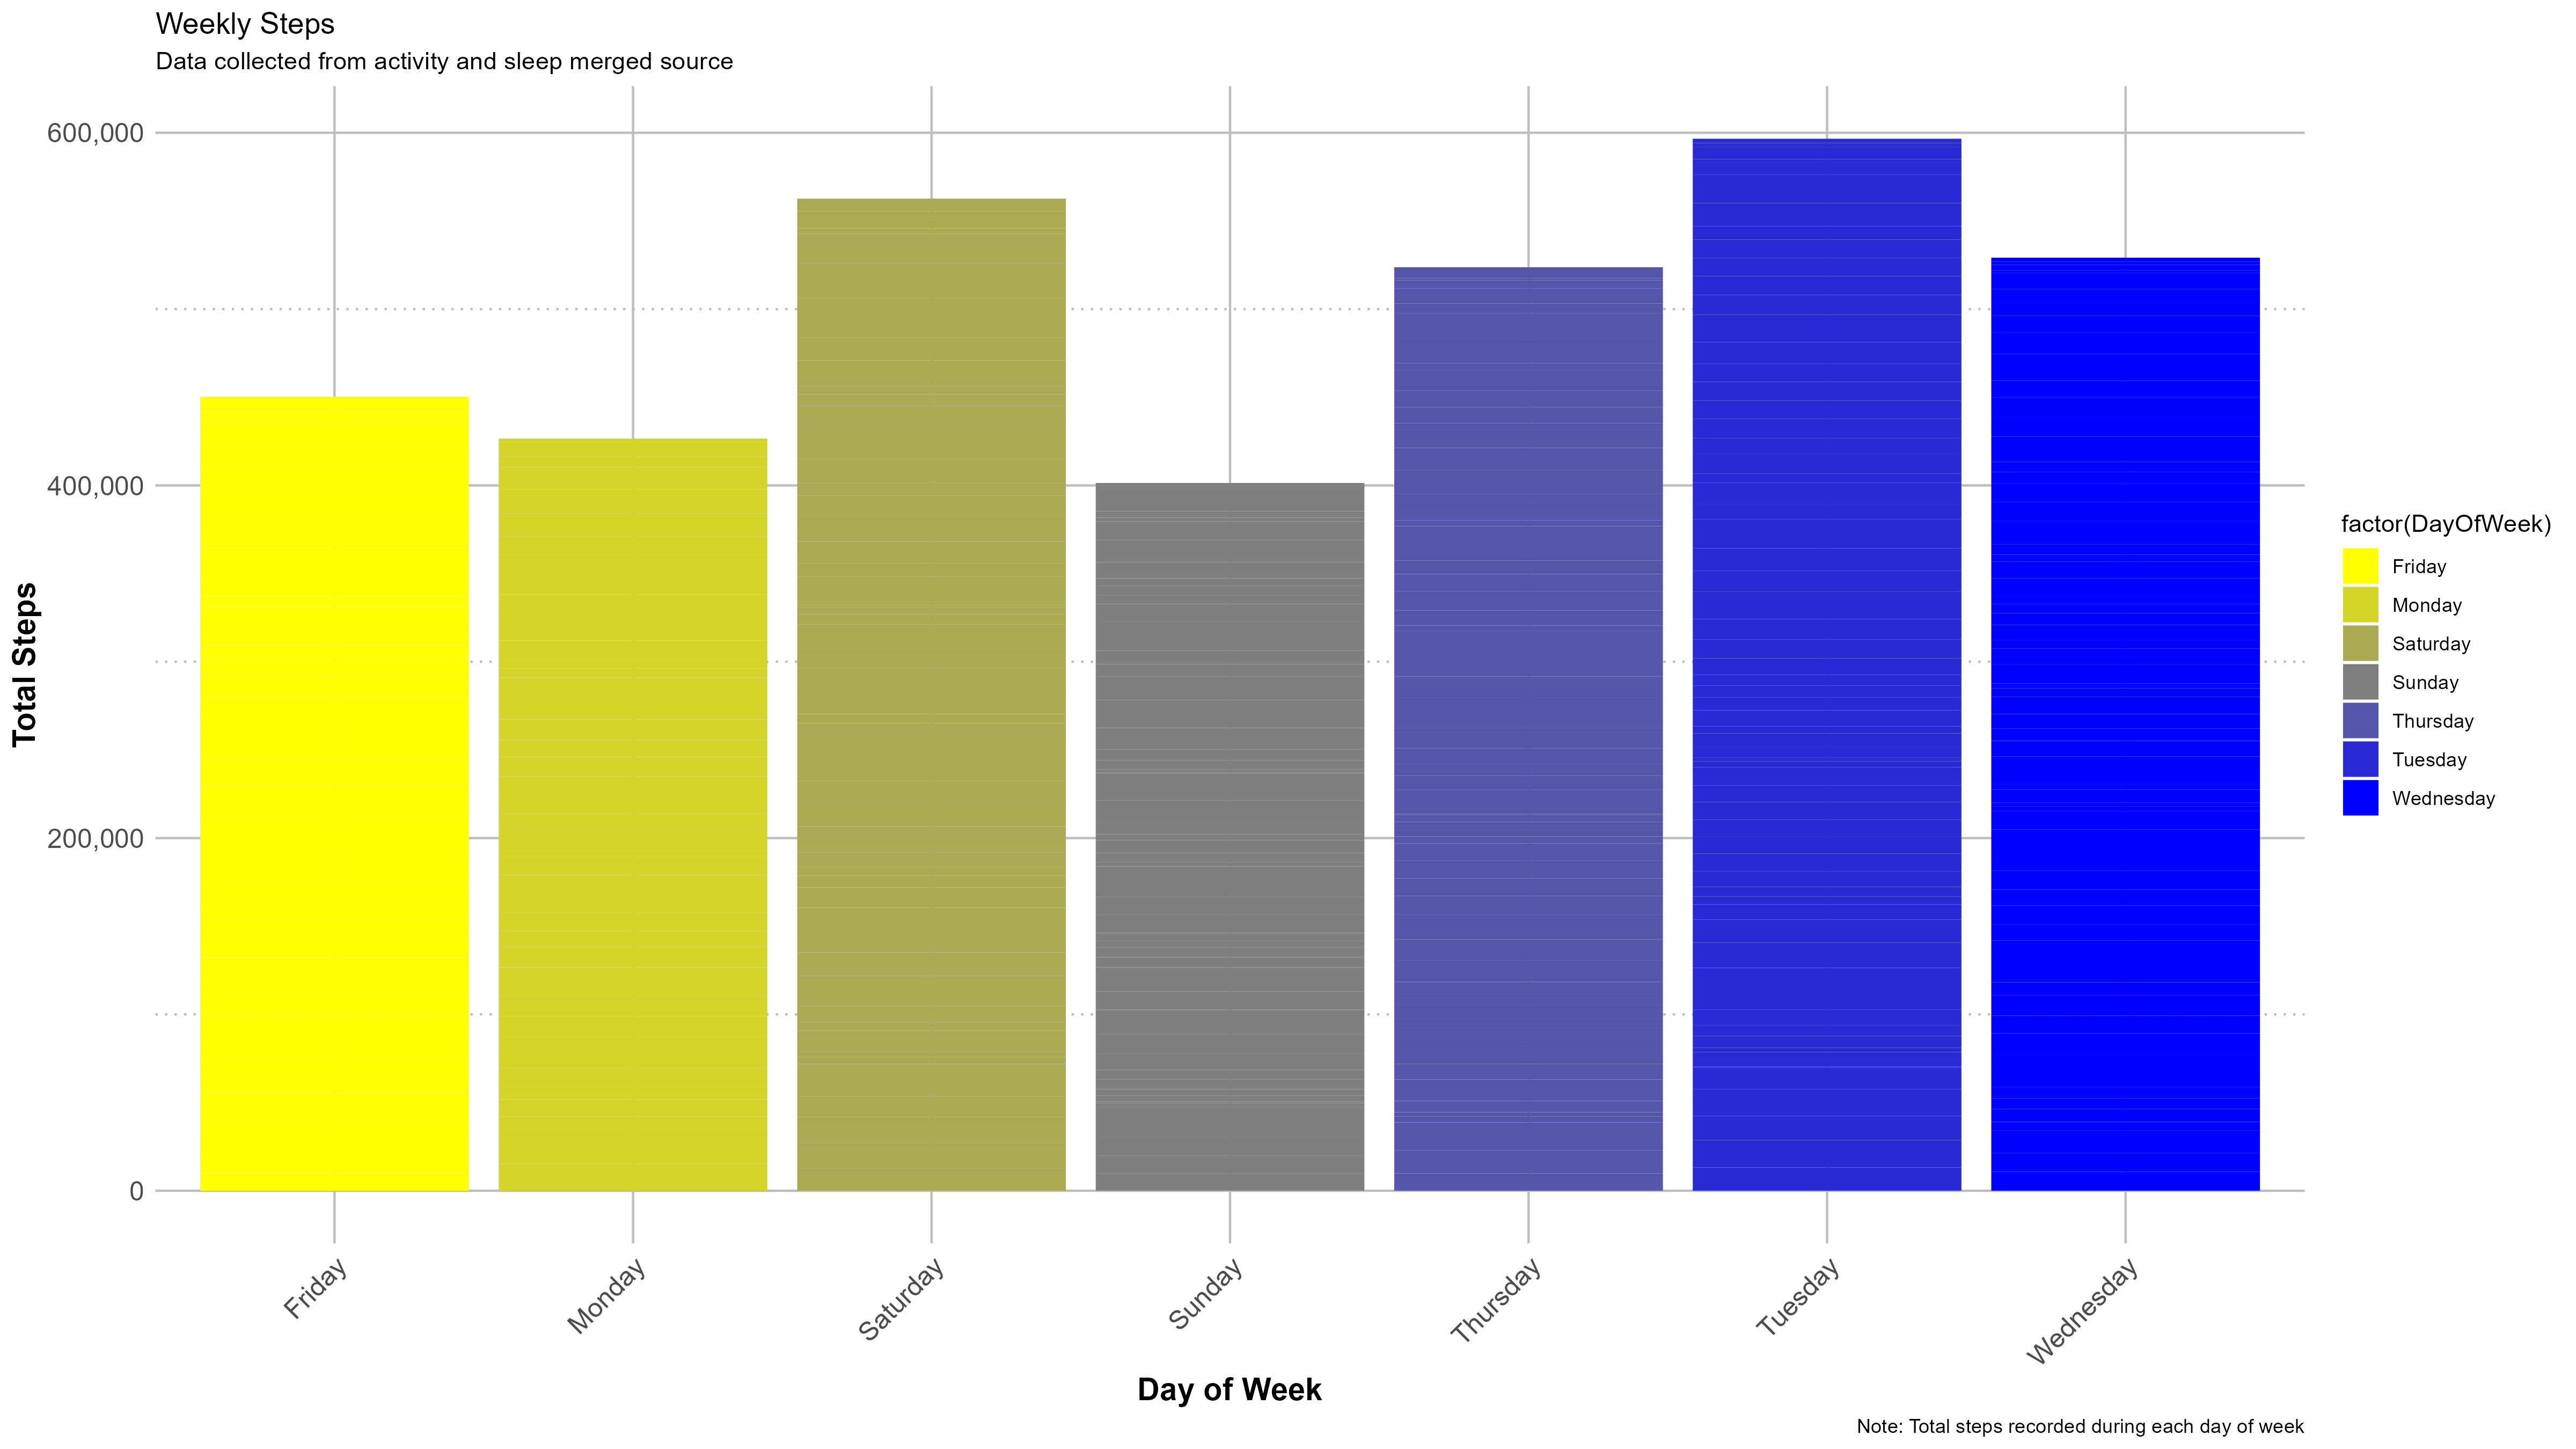 Weekly Steps
Data collected from activity and sleep merged source
600,000
400,000
200,000
0
Total Steps
Friday
Monday
Saturday
Sunday
Thursday
Tuesday
Wednesday
Day of Week
factor(DayOfWeek)
Friday
Monday
Saturday
Sunday
Thursday
Tuesday
Wednesday
Note: Total steps recorded during each day of week